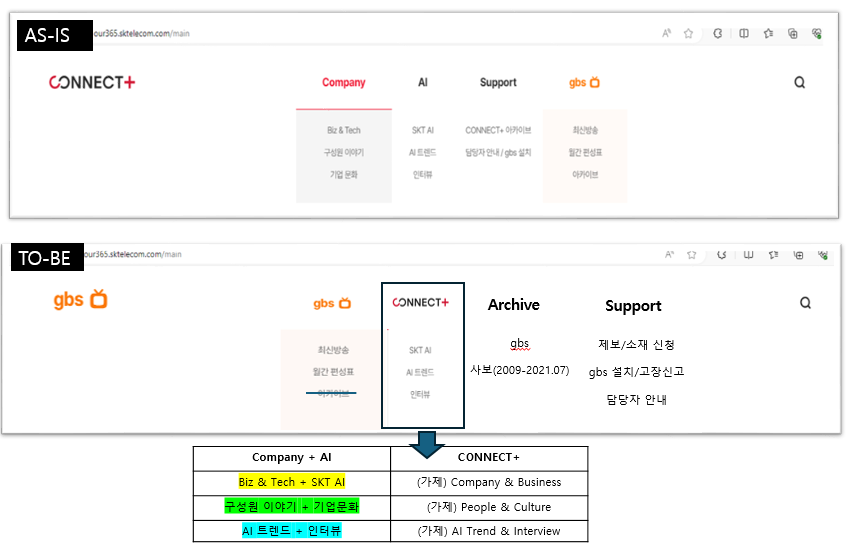 AS-IS
our365.sktelecom.com/main
CONNECT+
Company AI Support gbs
Biz & Tech SKT AI CONNECT+ 아카이브 최신방송
구성원 이야기 AI 트렌드 담당자 안내 / gbs 설치 월간 편성표
기업 문화 인터뷰 아카이브
TO-BE
our365.sktelecom.com/main
gbs
gbs CONNECT+ Archive Support
최신방송 SKT AI gbs 제보/소재 신청
월간 편성표 AI 트렌드 사보(2009-2021.07) gbs 설치/고장신고
아카이브 인터뷰 담당자 안내
Company + AI CONNECT+
Biz & Tech + SKT AI (가제) Company & Business
구성원 이야기 + 기업문화 (가제) People & Culture
AI 트렌드 + 인터뷰 (가제) AI Trend & Interview